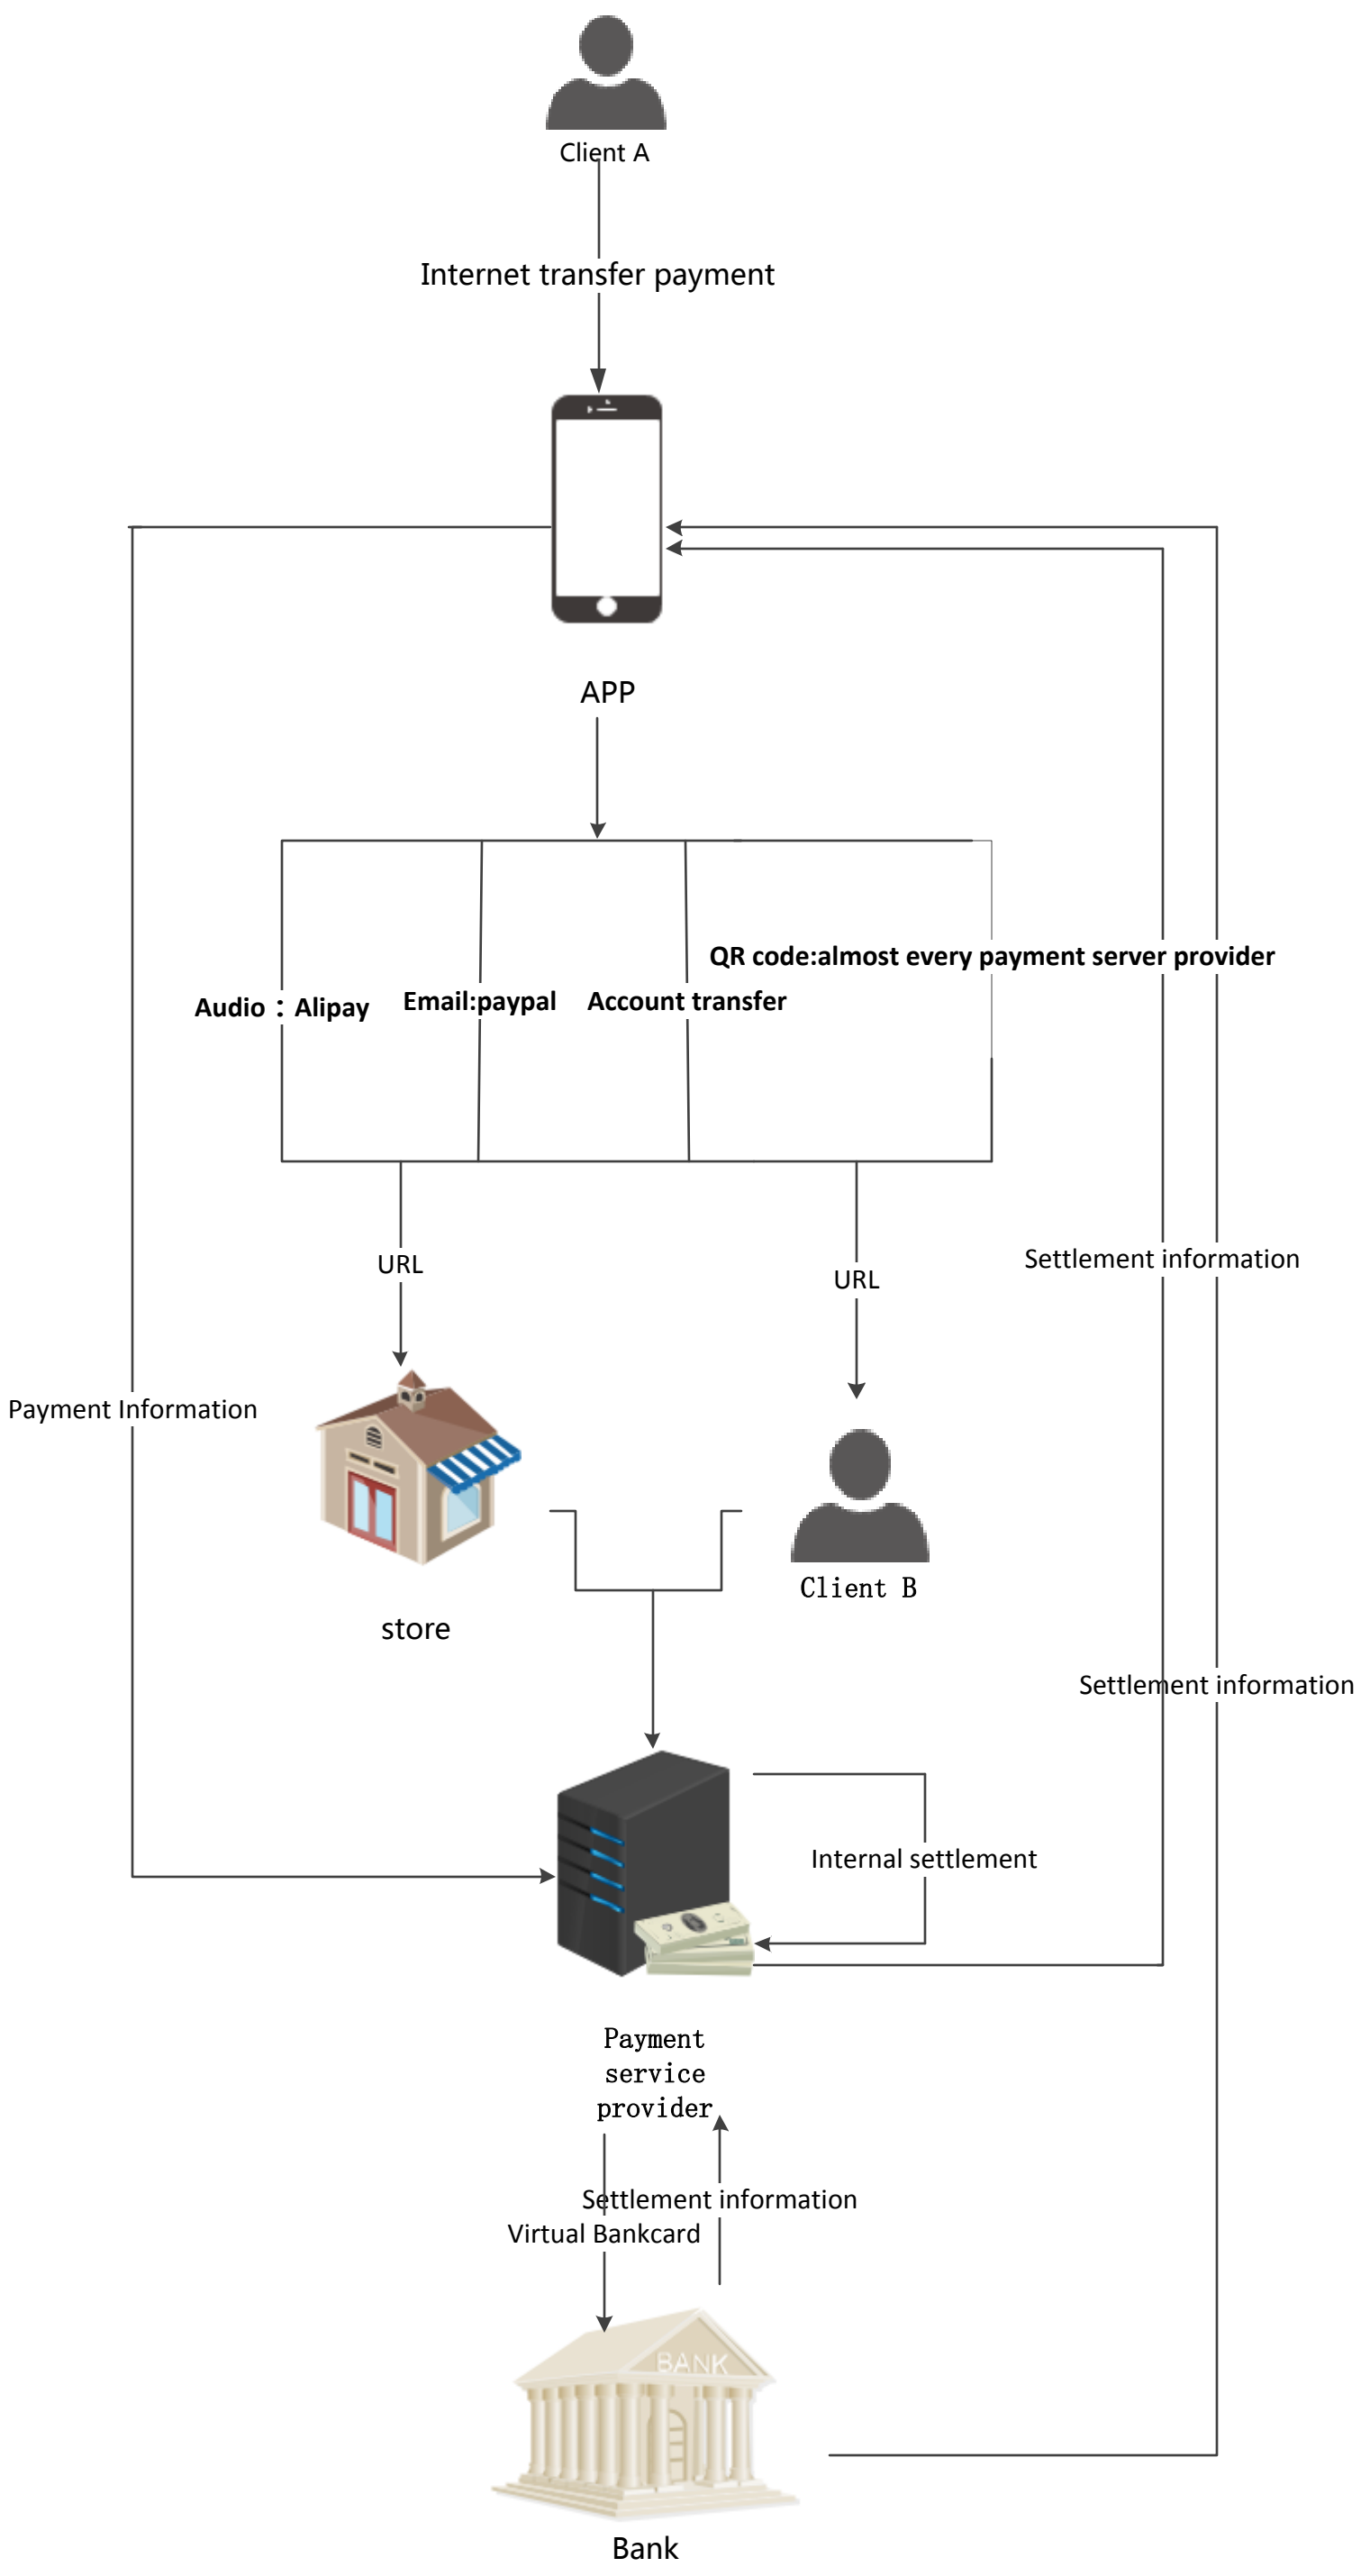 Client A
Internet transfer payment
APP
QR code:almost every payment server provider
Audio：Alipay
Email:paypal
Account transfer
URL
URL
Settlement information
Payment Information
Client B
store
Settlement information
Internal settlement
Payment
service
provider
Settlement information
Virtual Bankcard
BANK
Bank